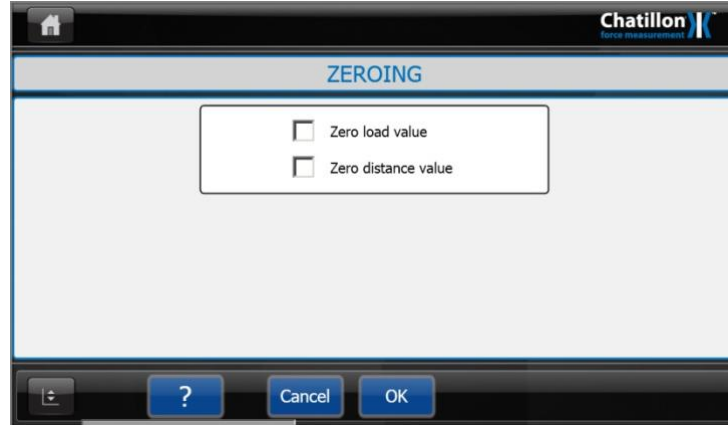 Chatillon
force measurement
ZEROING
Zero load value
Zero distance value
?
Cancel
OK